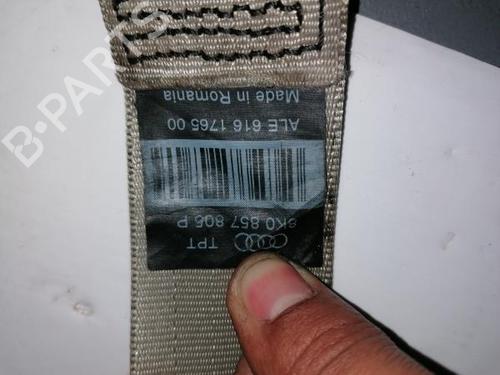 TPT
8K0 857 805 P
ALE 616 1765 00
Made in Romania
B-PARTS